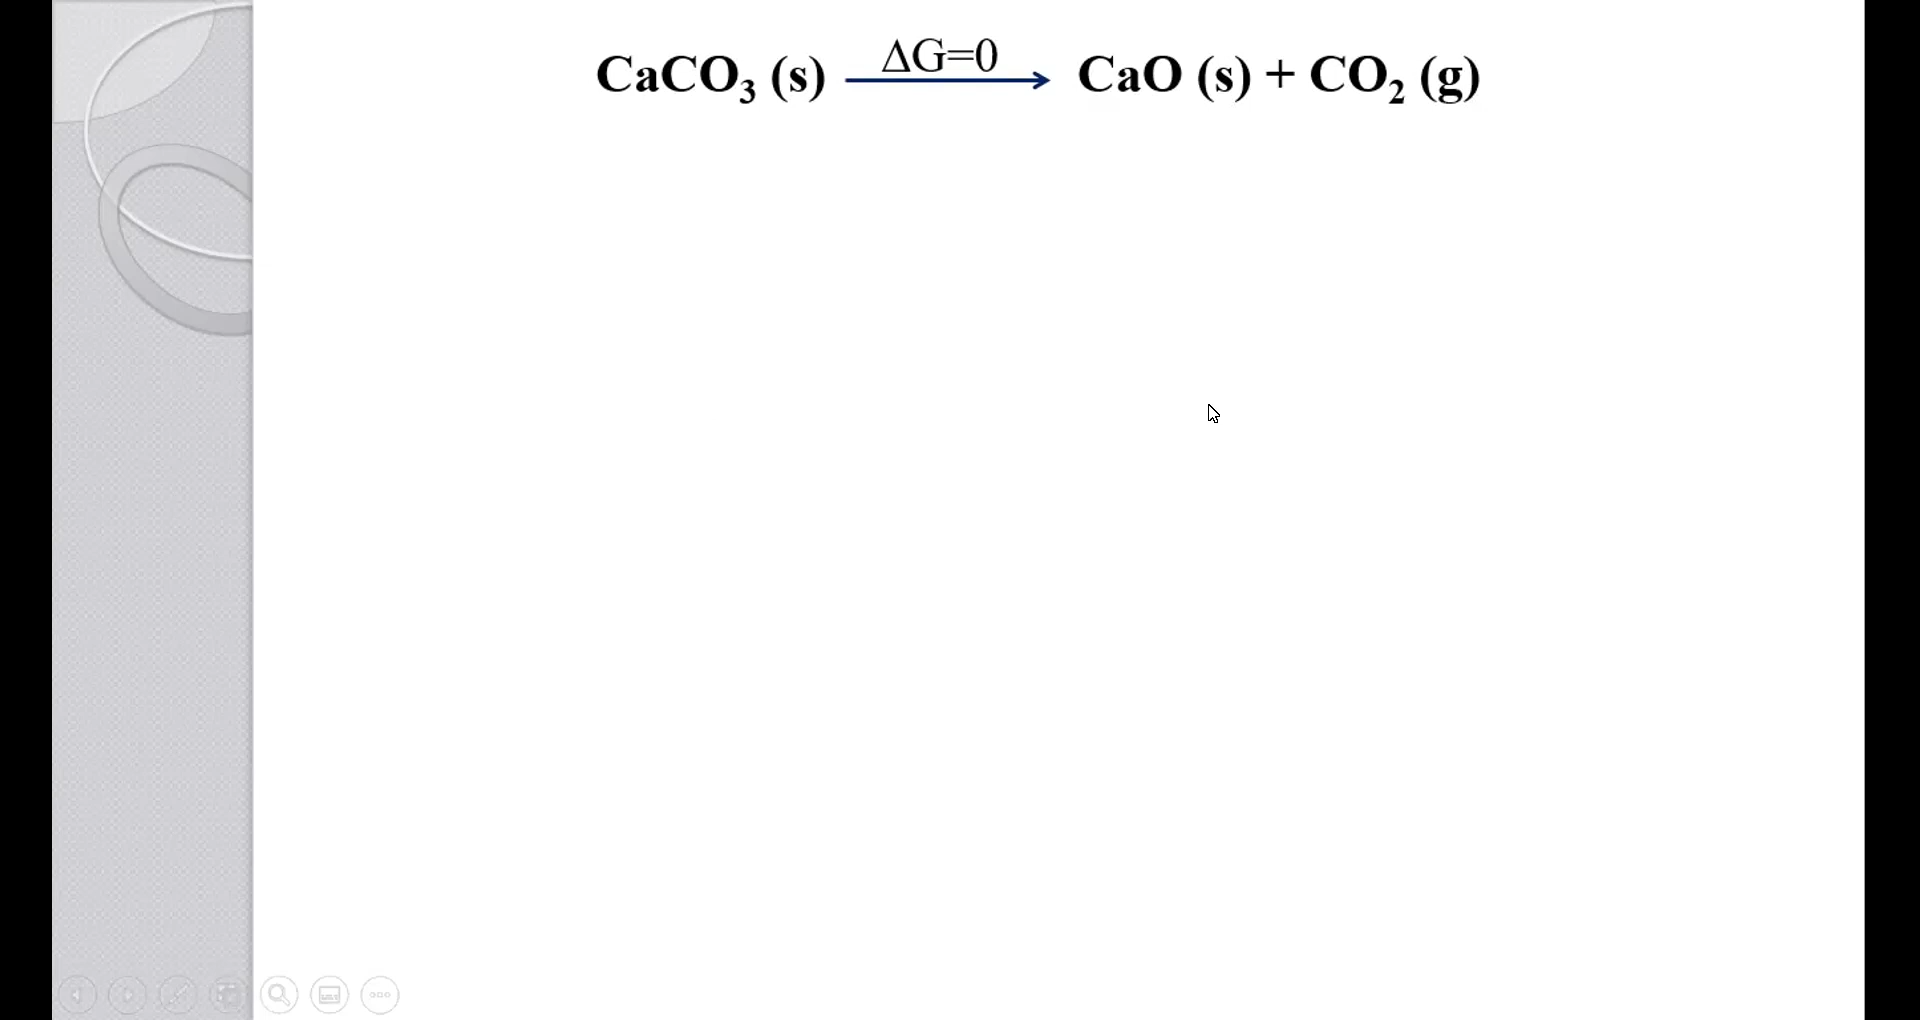 CaCO₃ (s) ΔG=0 → CaO (s) + CO₂ (g)